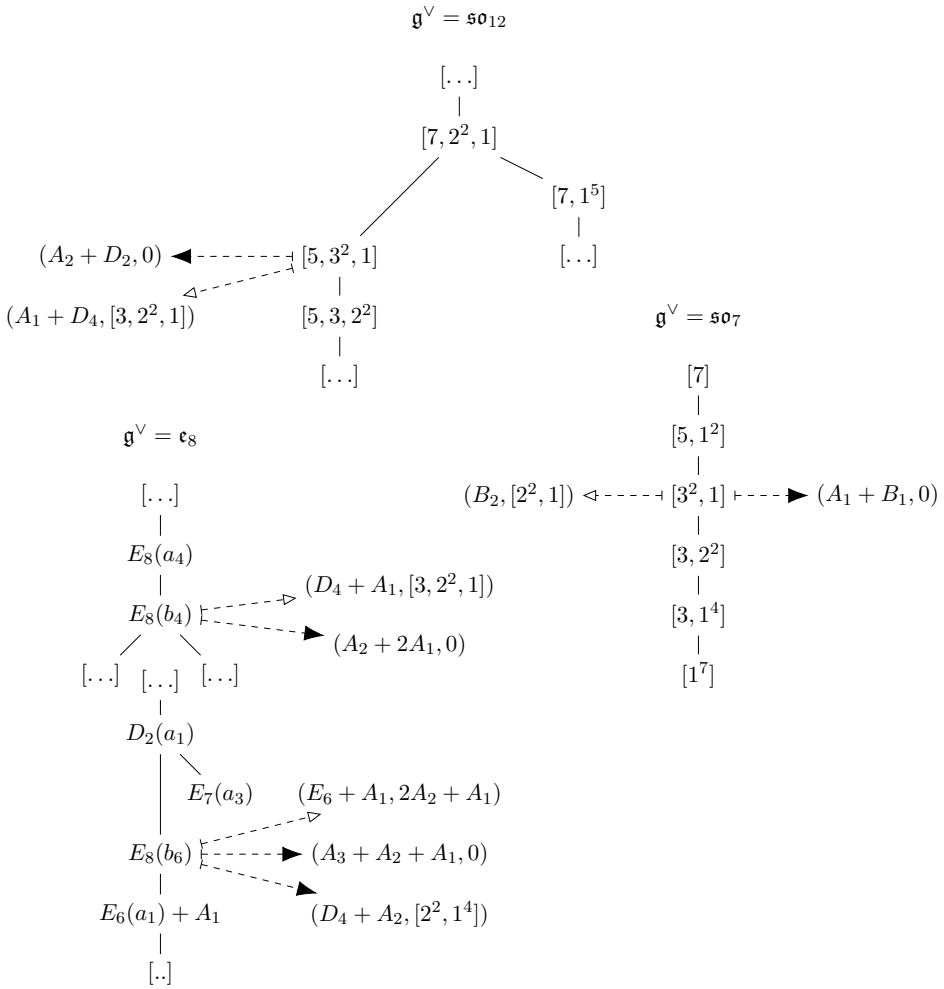 𝔤^∨ = 𝔰𝔬₁₂
[…]
[7, 2², 1]
[7, 1⁵]
(A₂ + D₂, 0) [5, 3², 1] […]
(A₁ + D₄, [3, 2², 1]) [5, 3, 2²]
[…]
𝔤^∨ = 𝔰𝔬₇
[7]
[5, 1²]
(B₂, [2², 1]) [3², 1] (A₁ + B₁, 0)
[3, 2²]
[3, 1⁴]
[1⁷]
𝔤^∨ = 𝔢₈
[…]
E₈(a₄)
(D₄ + A₁, [3, 2², 1])
E₈(b₄)
(A₂ + 2A₁, 0)
[…] […] […]
D₂(a₁)
E₇(a₃) (E₆ + A₁, 2A₂ + A₁)
E₈(b₆) (A₃ + A₂ + A₁, 0)
E₆(a₁) + A₁ (D₄ + A₂, [2², 1⁴])
[..]